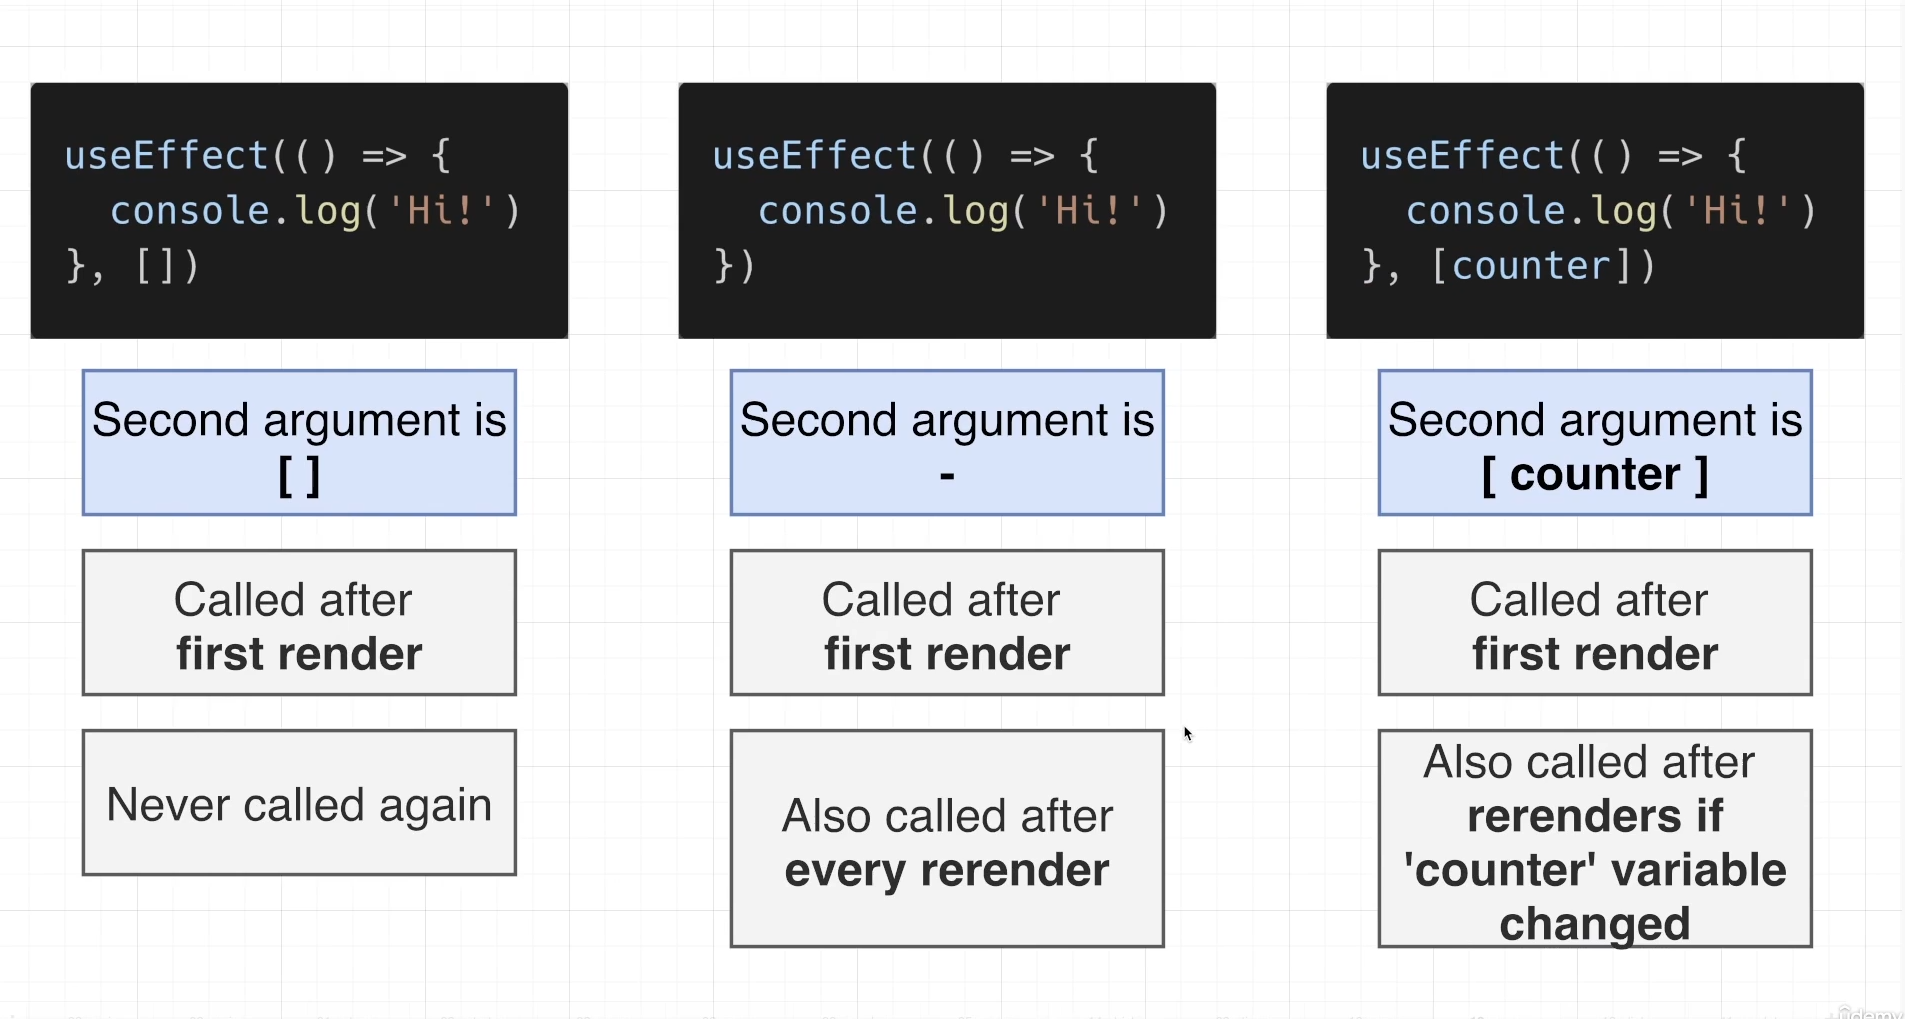 useEffect(() => {
  console.log('Hi!')
}, [])
Second argument is
[ ]
Called after
first render
Never called again
useEffect(() => {
  console.log('Hi!')
})
Second argument is
-
Called after
first render
Also called after
every rerender
useEffect(() => {
  console.log('Hi!')
}, [counter])
Second argument is
[ counter ]
Called after
first render
Also called after
rerenders if
'counter' variable
changed